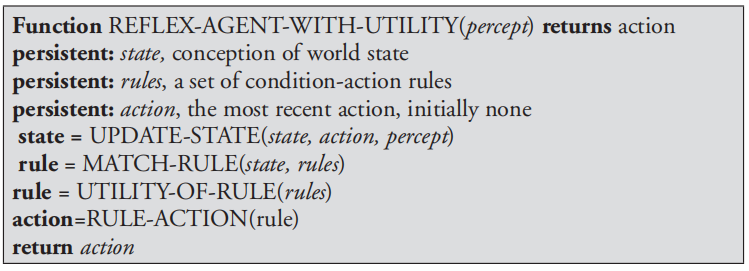 Function REFLEX-AGENT-WITH-UTILITY(percept) returns action
persistent: state, conception of world state
persistent: rules, a set of condition-action rules
persistent: action, the most recent action, initially none
state = UPDATE-STATE(state, action, percept)
rule = MATCH-RULE(state, rules)
rule = UTILITY-OF-RULE(rules)
action=RULE-ACTION(rule)
return action